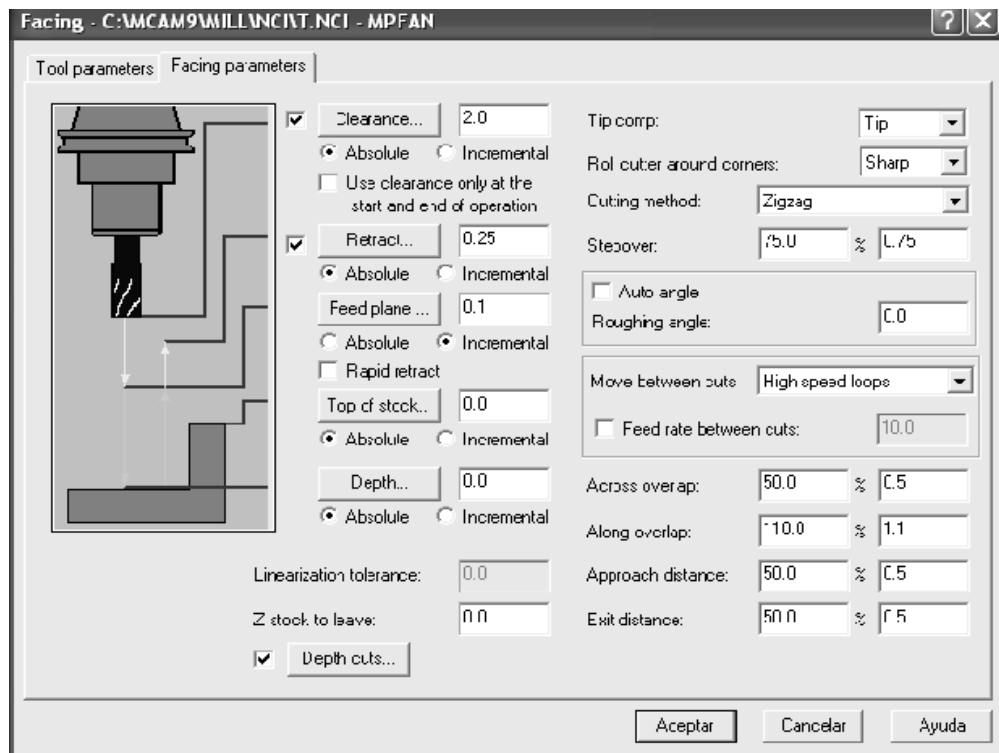 Facing - C:\MCAM9\MILL\NCI\T.NCI - MPFAN
Tool parameters
Facing parameters
Clearance...
2.0
Absolute
Incremental
Use clearance only at the
start and end of operation
Retract...
0.25
Absolute
Incremental
Feed plane ...
0.1
Absolute
Incremental
Rapid retract
Top of stock..
0.0
Absolute
Incremental
Depth...
0.0
Absolute
Incremental
Linearization tolerance:
0.0
Z stock to leave:
0.0
Depth cuts...
Tip comp:
Tip
Roll cutter around corners:
Sharp
Cutting method:
Zigzag
Stepover:
75.0 % 0.75
Auto angle
Roughing angle:
0.0
Move between cuts
High speed loops
Feed rate between cuts:
10.0
Across overlap:
50.0 % 0.5
Along overlap:
110.0 % 1.1
Approach distance:
50.0 % 0.5
Exit distance:
50.0 % 0.5
Aceptar
Cancelar
Ayuda